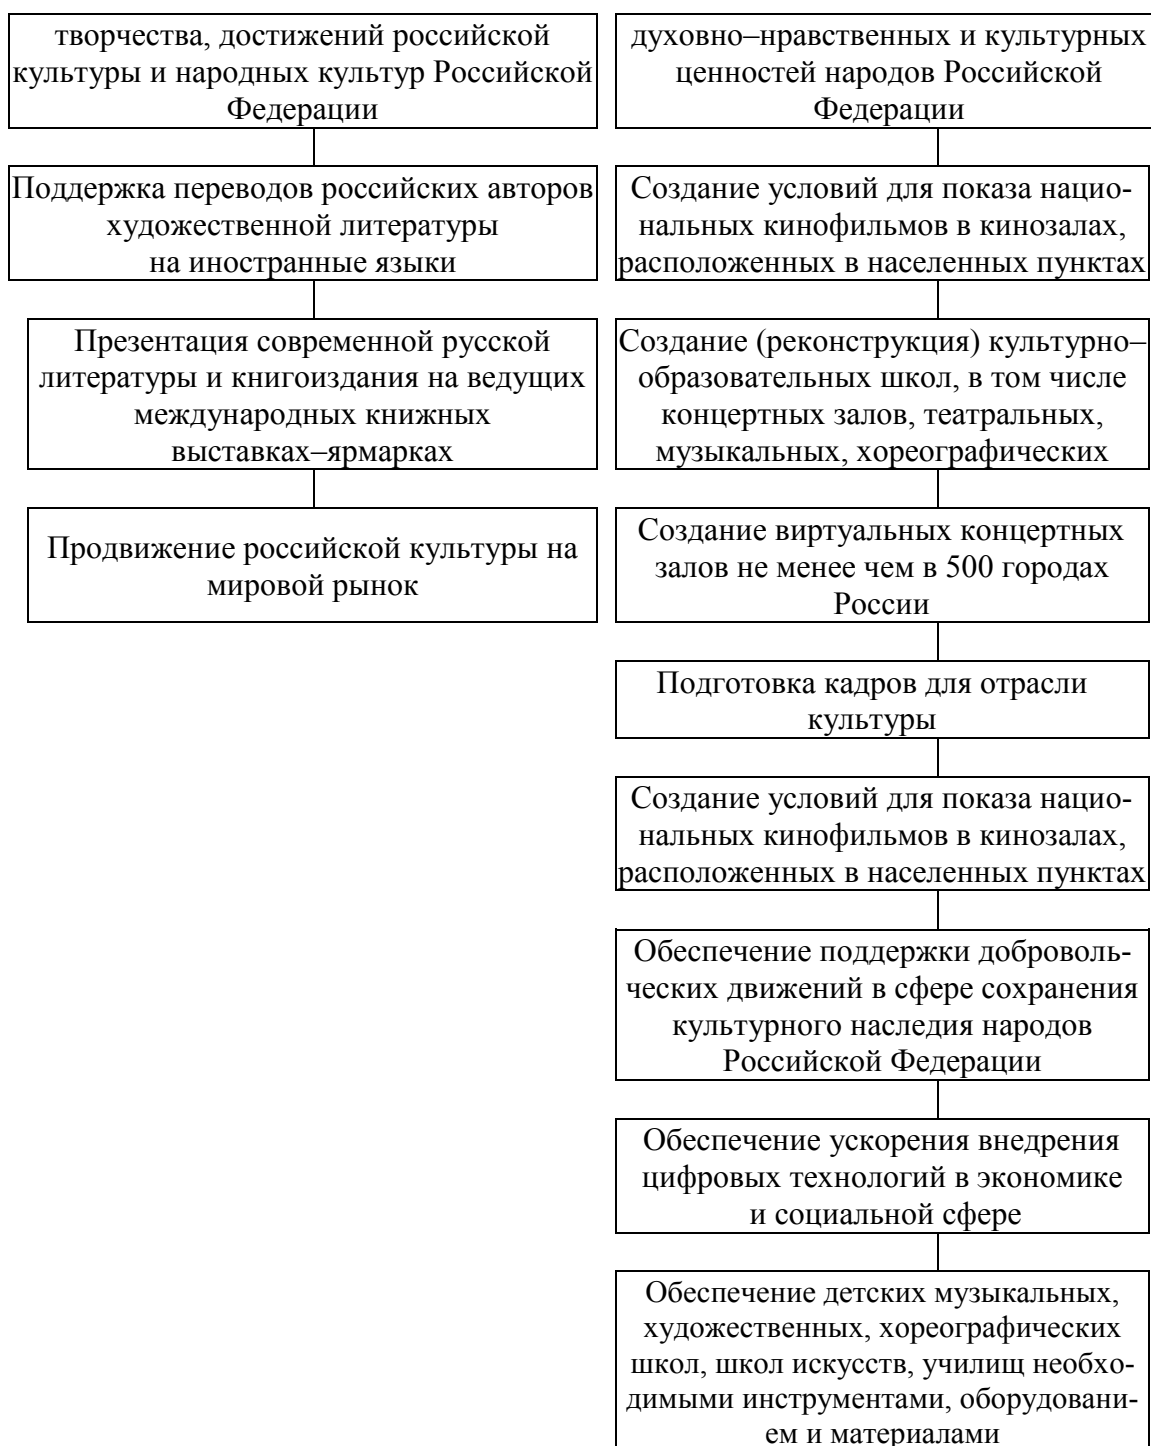 творчества, достижений российской
культуры и народных культур Российской
Федерации
Поддержка переводов российских авторов
художественной литературы
на иностранные языки
Презентация современной русской
литературы и книгоиздания на ведущих
международных книжных
выставках–ярмарках
Продвижение российской культуры на
мировой рынок
духовно–нравственных и культурных
ценностей народов Российской
Федерации
Создание условий для показа нацио-
нальных кинофильмов в кинозалах,
расположенных в населенных пунктах
Создание (реконструкция) культурно–
образовательных школ, в том числе
концертных залов, театральных,
музыкальных, хореографических
Создание виртуальных концертных
залов не менее чем в 500 городах
России
Подготовка кадров для отрасли
культуры
Создание условий для показа нацио-
нальных кинофильмов в кинозалах,
расположенных в населенных пунктах
Обеспечение поддержки доброволь-
ческих движений в сфере сохранения
культурного наследия народов
Российской Федерации
Обеспечение ускорения внедрения
цифровых технологий в экономике
и социальной сфере
Обеспечение детских музыкальных,
художественных, хореографических
школ, школ искусств, училищ необхо-
димыми инструментами, оборудовани-
ем и материалами